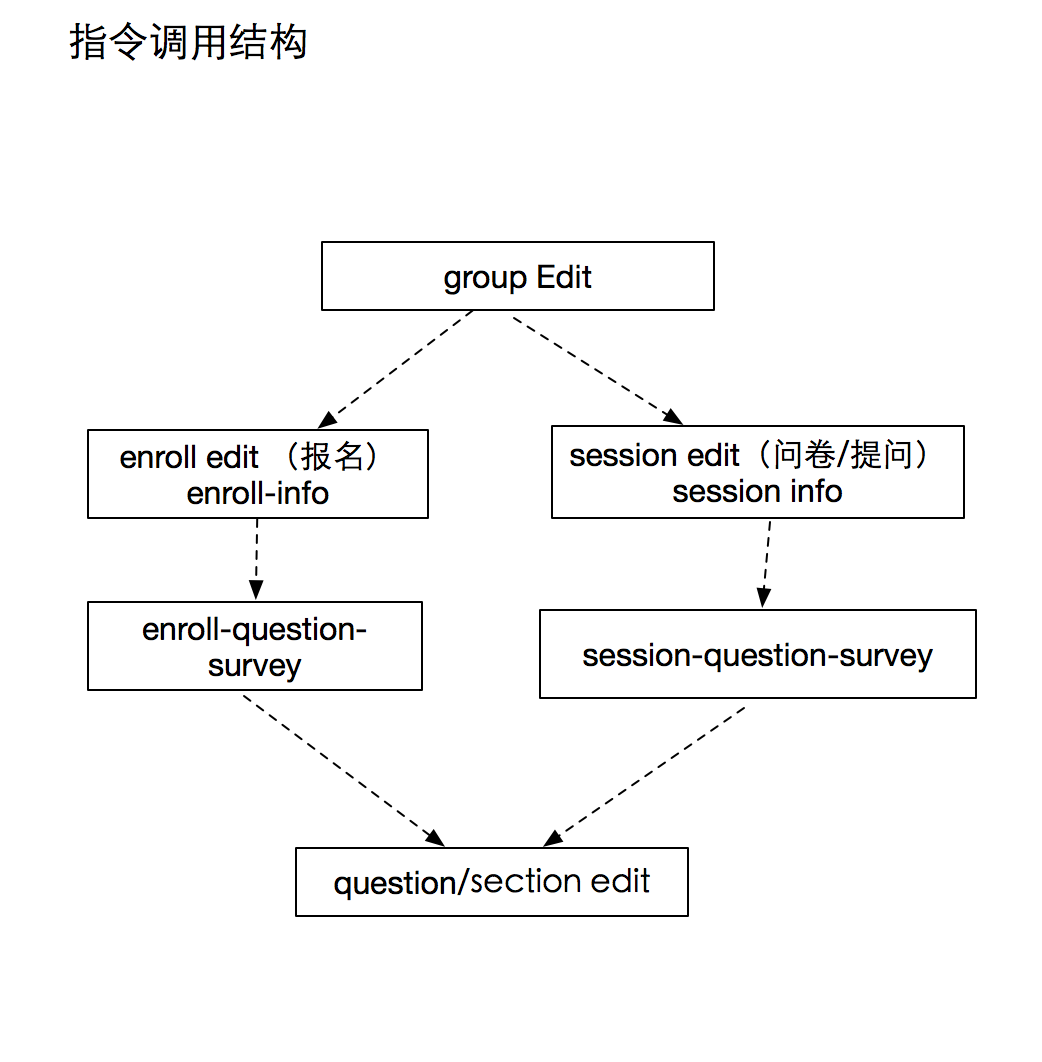 指令调用结构
group Edit
enroll edit （报名）
enroll-info
session edit（问卷/提问）
session info
enroll-question-
survey
session-question-survey
question/section edit